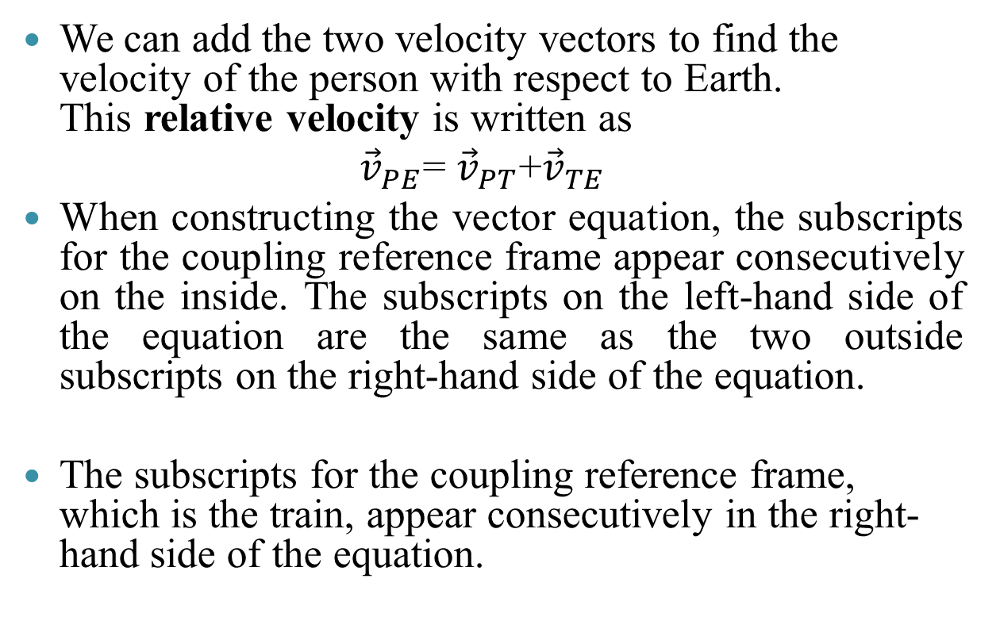 • We can add the two velocity vectors to find the
velocity of the person with respect to Earth.
This relative velocity is written as
v⃗PE= v⃗PT+v⃗TE
• When constructing the vector equation, the subscripts
for the coupling reference frame appear consecutively
on the inside. The subscripts on the left-hand side of
the equation are the same as the two outside
subscripts on the right-hand side of the equation.
• The subscripts for the coupling reference frame,
which is the train, appear consecutively in the right-
hand side of the equation.